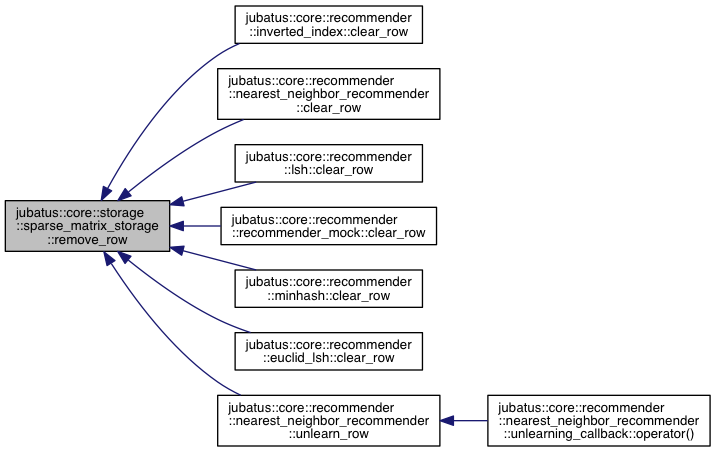 jubatus::core::recommender
::inverted_index::clear_row
jubatus::core::recommender
::nearest_neighbor_recommender
::clear_row
jubatus::core::recommender
::lsh::clear_row
jubatus::core::storage
::sparse_matrix_storage
::remove_row
jubatus::core::recommender
::recommender_mock::clear_row
jubatus::core::recommender
::minhash::clear_row
jubatus::core::recommender
::euclid_lsh::clear_row
jubatus::core::recommender
::nearest_neighbor_recommender
::unlearn_row
jubatus::core::recommender
::nearest_neighbor_recommender
::unlearning_callback::operator()